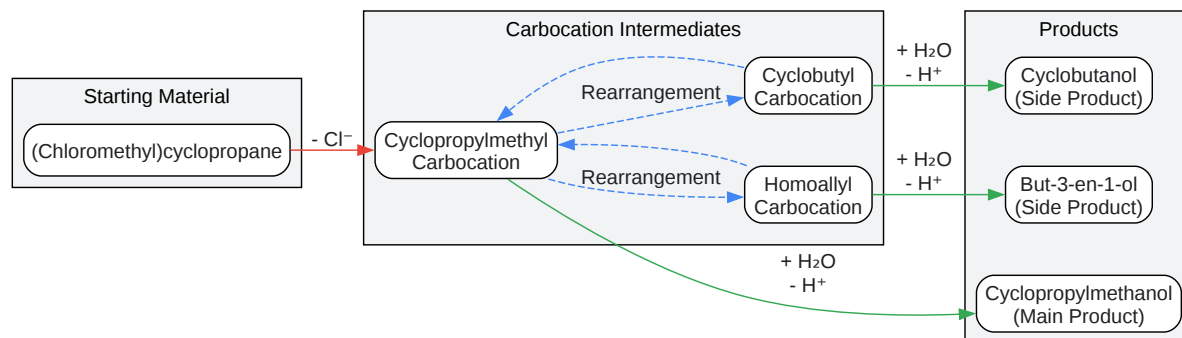 Starting Material
(Chloromethyl)cyclopropane
- Cl⁻
Carbocation Intermediates
Cyclopropylmethyl
Carbocation
Rearrangement
Rearrangement
Cyclobutyl
Carbocation
Homoallyl
Carbocation
+ H₂O
- H⁺
+ H₂O
- H⁺
+ H₂O
- H⁺
Products
Cyclobutanol
(Side Product)
But-3-en-1-ol
(Side Product)
Cyclopropylmethanol
(Main Product)